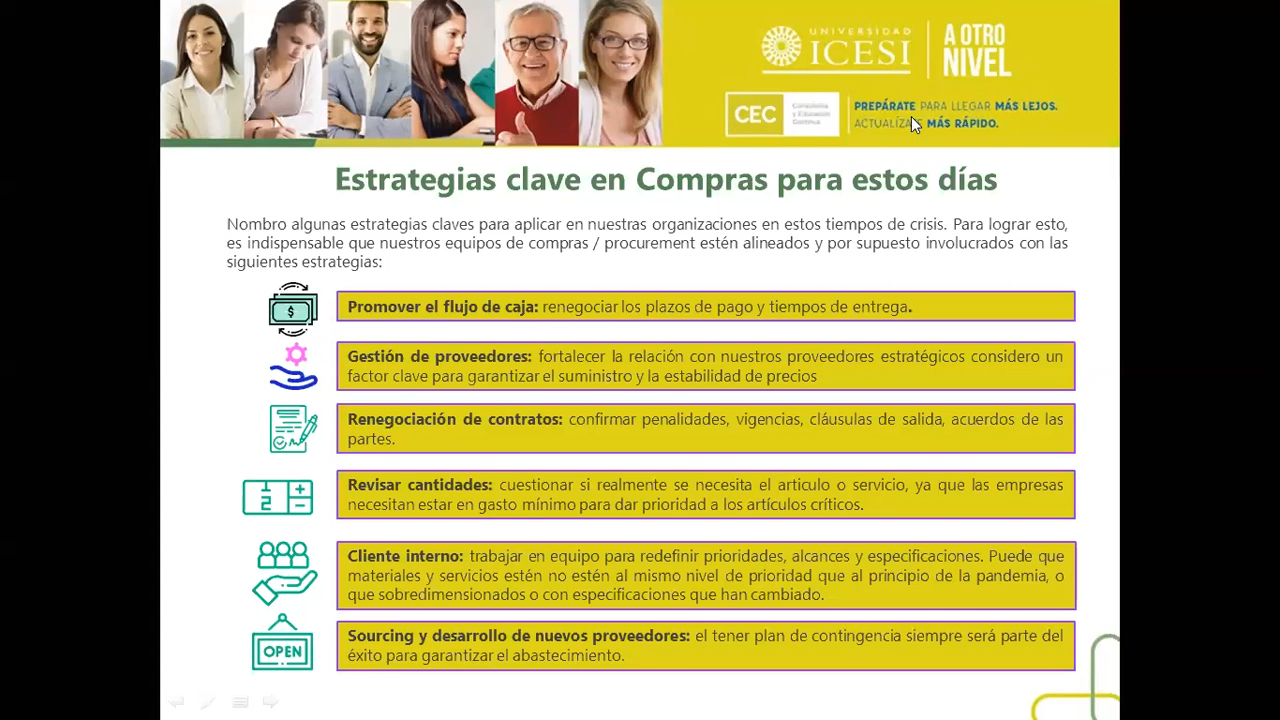 UNIVERSIDAD
ICESI
A OTRO
NIVEL
CEC
Consultoría
y Educación
Continua
PREPÁRATE PARA LLEGAR MÁS LEJOS.
MÁS RÁPIDO.
Estrategias clave en Compras para estos días
Nombro algunas estrategias claves para aplicar en nuestras organizaciones en estos tiempos de crisis. Para lograr esto,
es indispensable que nuestros equipos de compras / procurement estén alineados y por supuesto involucrados con las
siguientes estrategias:
$
Promover el flujo de caja: renegociar los plazos de pago y tiempos de entrega.
Gestión de proveedores: fortalecer la relación con nuestros proveedores estratégicos considero un
factor clave para garantizar el suministro y la estabilidad de precios
Renegociación de contratos: confirmar penalidades, vigencias, cláusulas de salida, acuerdos de las
partes.
1 +
2 −
Revisar cantidades: cuestionar si realmente se necesita el articulo o servicio, ya que las empresas
necesitan estar en gasto mínimo para dar prioridad a los artículos críticos.
Cliente interno: trabajar en equipo para redefinir prioridades, alcances y especificaciones. Puede que
materiales y servicios estén no estén al mismo nivel de prioridad que al principio de la pandemia, o
que sobredimensionados o con especificaciones que han cambiado.
OPEN
Sourcing y desarrollo de nuevos proveedores: el tener plan de contingencia siempre será parte del
éxito para garantizar el abastecimiento.